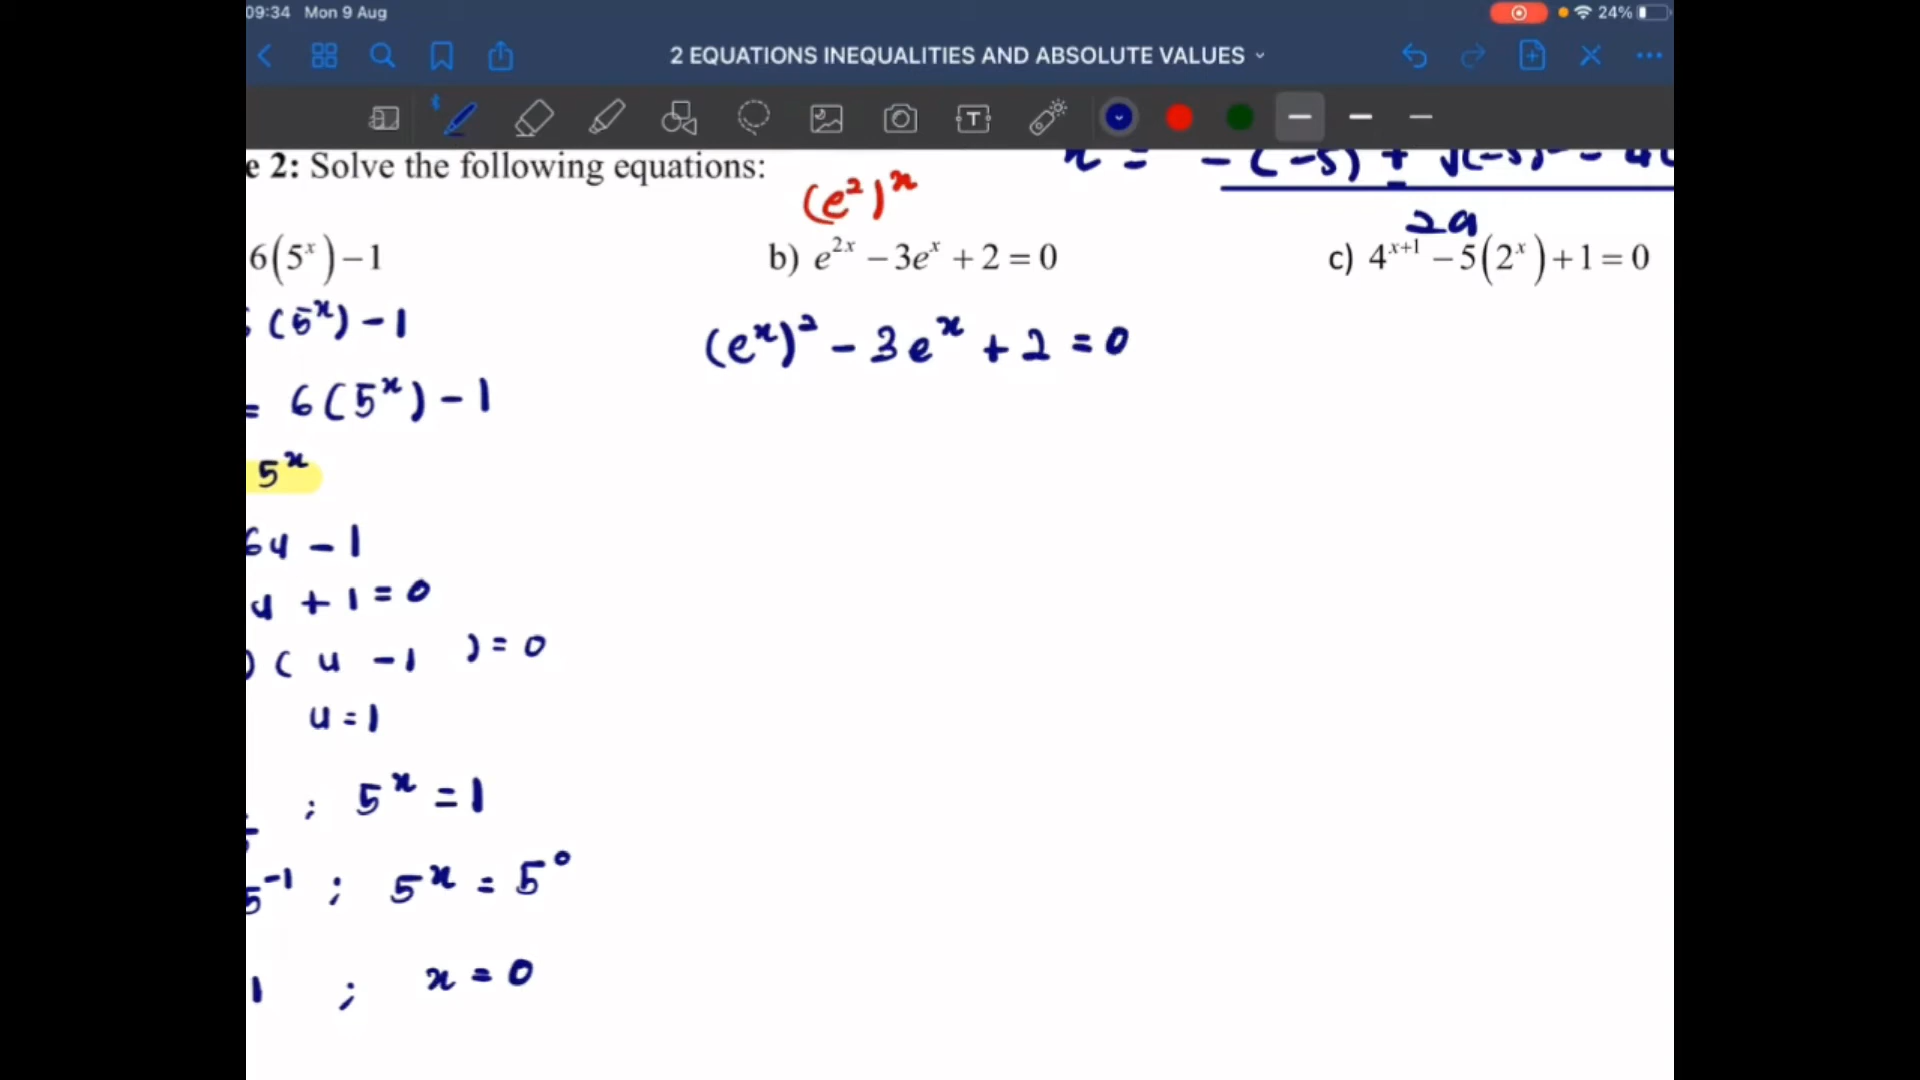 09:34 Mon 9 Aug
24%
2 EQUATIONS INEQUALITIES AND ABSOLUTE VALUES
T
e 2: Solve the following equations:
(e²)ˣ
x = -(-5) ±
2a
6(5ˣ) − 1
b) e²ˣ − 3eˣ + 2 = 0
c) 4ˣ⁺¹ − 5(2ˣ) + 1 = 0
(5ˣ) − 1
(eˣ)² − 3eˣ + 2 = 0
= 6(5ˣ) − 1
5ˣ
6u − 1
u + 1 = 0
)(u − 1) = 0
u = 1
; 5ˣ = 1
5⁻¹ ; 5ˣ = 5⁰
1 ; x = 0